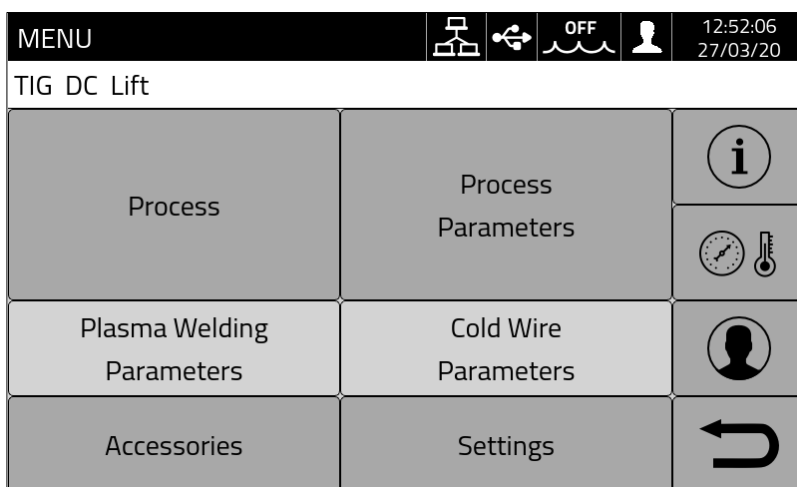 MENU
OFF
12:52:06
27/03/20
TIG DC Lift
Process
Process
Parameters
i
Plasma Welding
Parameters
Cold Wire
Parameters
Accessories
Settings